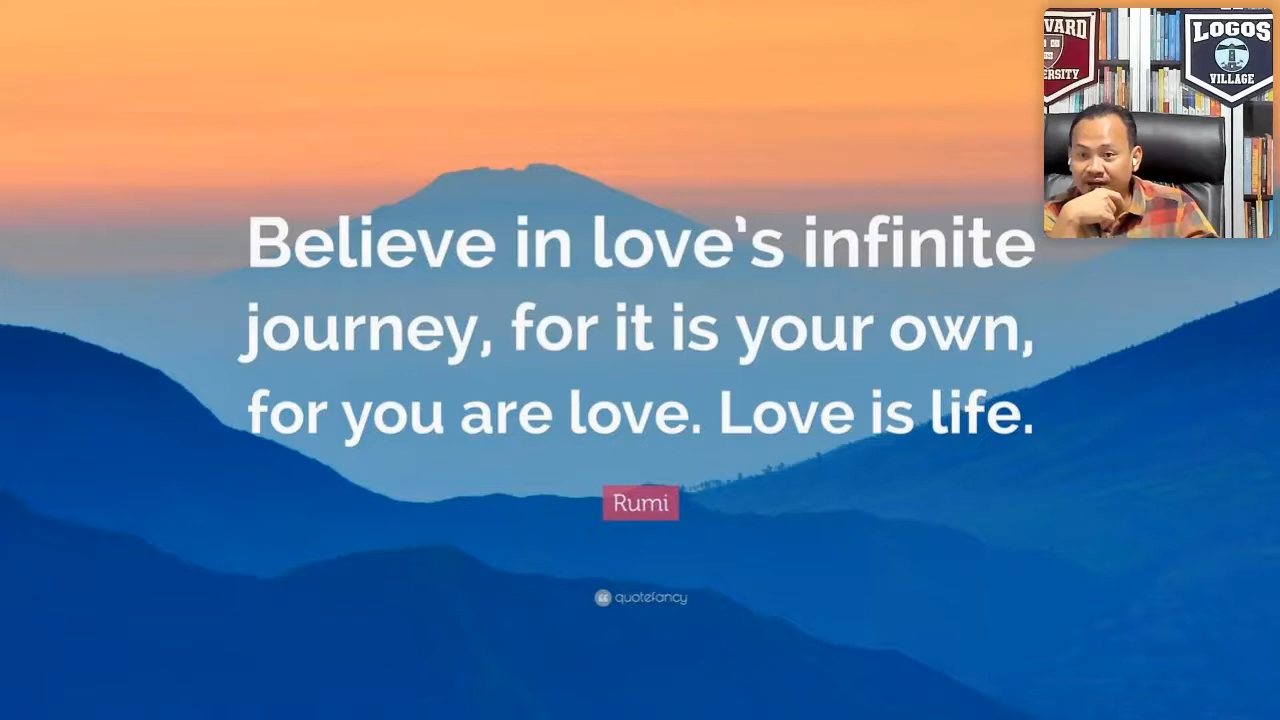 Believe in love’s infinite
journey, for it is your own,
for you are love. Love is life.
Rumi
quotefancy
VARD
ERSITY
LOGOS
VILLAGE